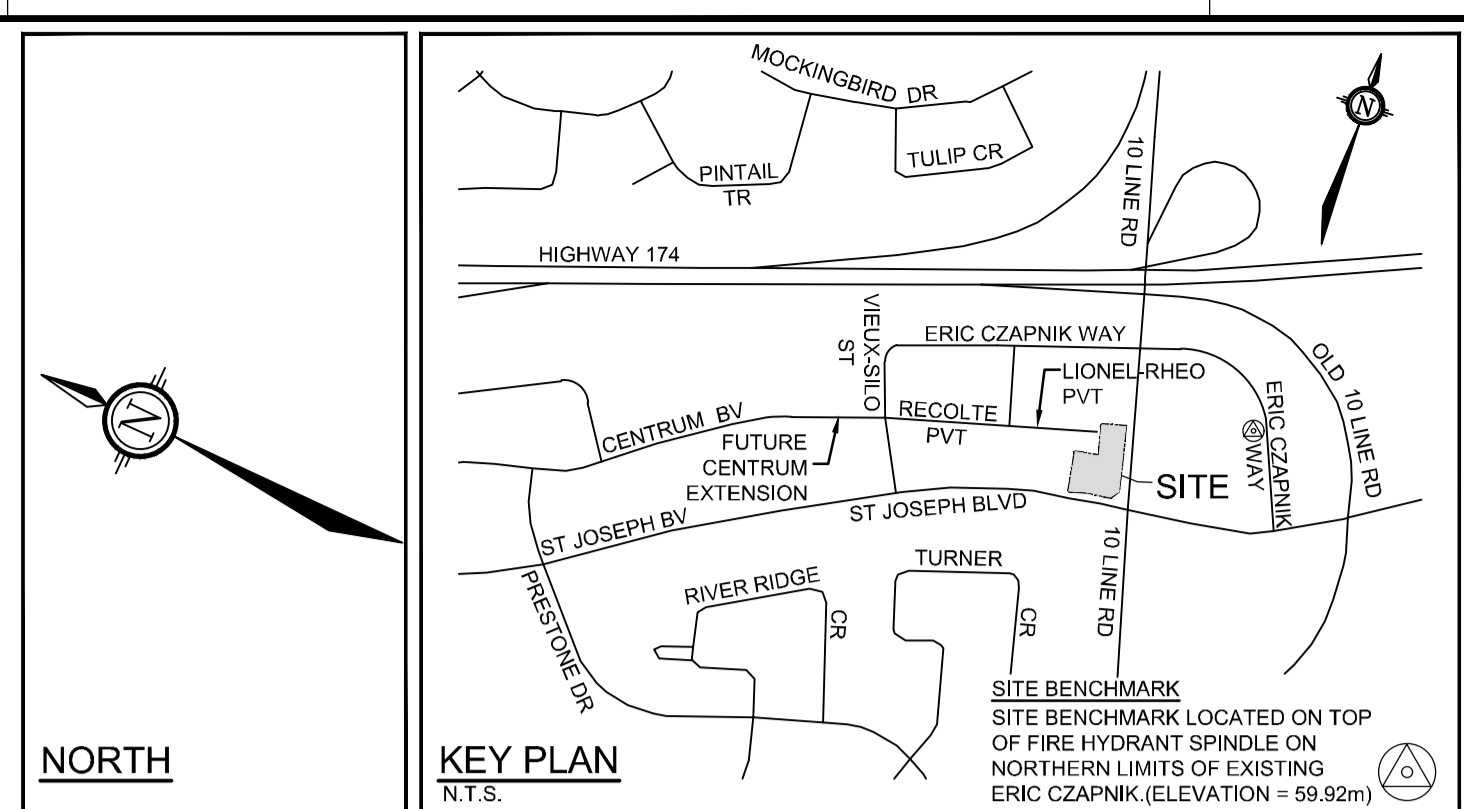 N
NORTH
MOCKINGBIRD DR
N
PINTAIL
TR
TULIP CR
10 LINE RD
HIGHWAY 174
VIEUX-SILO
ST
ERIC CZAPNIK WAY
LIONEL-RHEO
PVT
OLD 10 LINE RD
ERIC CZAPNIK
WAY
RECOLTE
PVT
CENTRUM BV
FUTURE
CENTRUM
EXTENSION
SITE
ST JOSEPH BV
ST JOSEPH BLVD
10 LINE RD
PRESTONE DR
RIVER RIDGE
CR
TURNER
CR
SITE BENCHMARK
SITE BENCHMARK LOCATED ON TOP
OF FIRE HYDRANT SPINDLE ON
NORTHERN LIMITS OF EXISTING
ERIC CZAPNIK.(ELEVATION = 59.92m)
KEY PLAN
N.T.S.